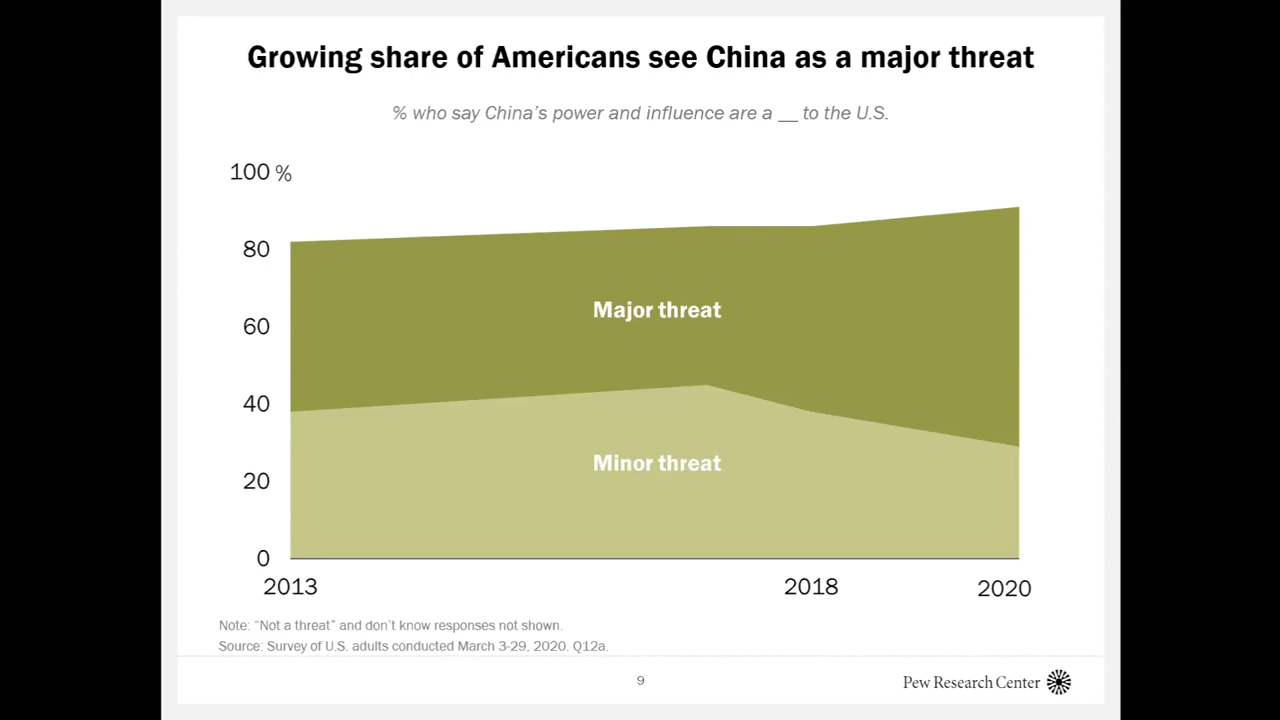 Growing share of Americans see China as a major threat
% who say China’s power and influence are a __ to the U.S.
100 %
80
Major threat
60
40
Minor threat
20
0
2013 2018 2020
Note: “Not a threat” and don’t know responses not shown.
Source: Survey of U.S. adults conducted March 3-29, 2020. Q12a.
9 Pew Research Center